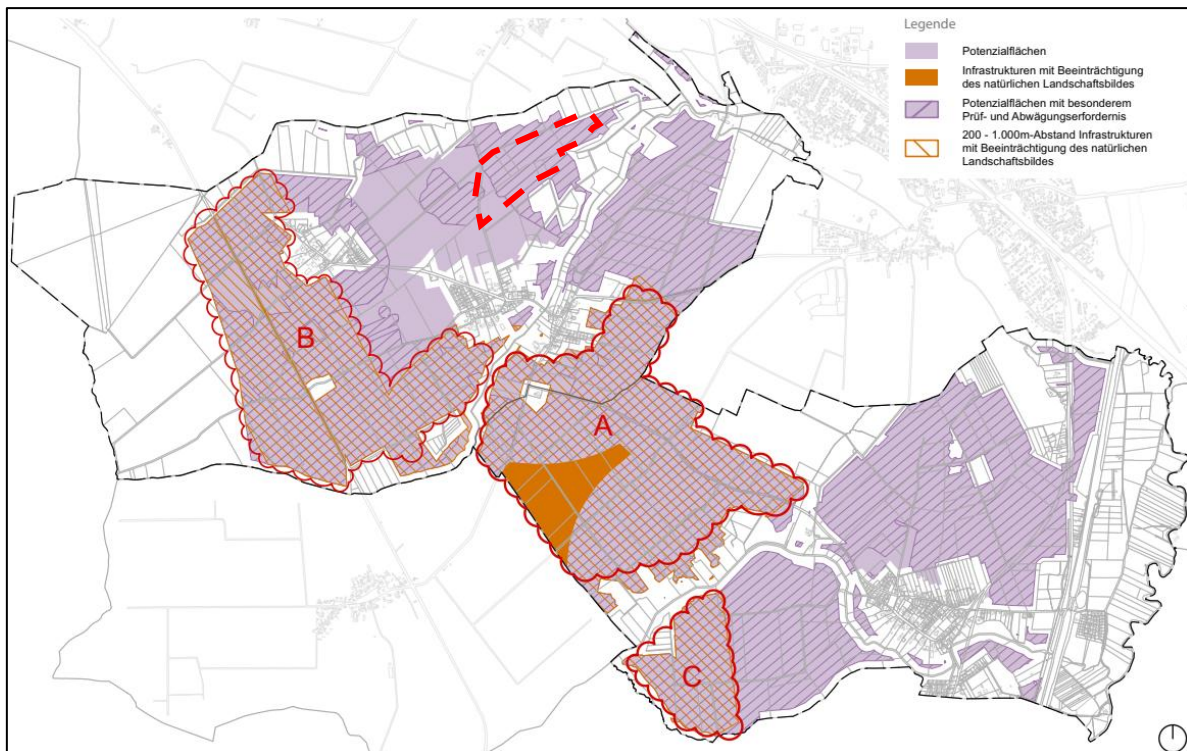 Legende
Potenzialflächen
Infrastrukturen mit Beeinträchtigung
des natürlichen Landschaftsbildes
Potenzialflächen mit besonderem
Prüf- und Abwägungserfordernis
200 - 1.000m-Abstand Infrastrukturen
mit Beeinträchtigung des natürlichen
Landschaftsbildes
B
A
C